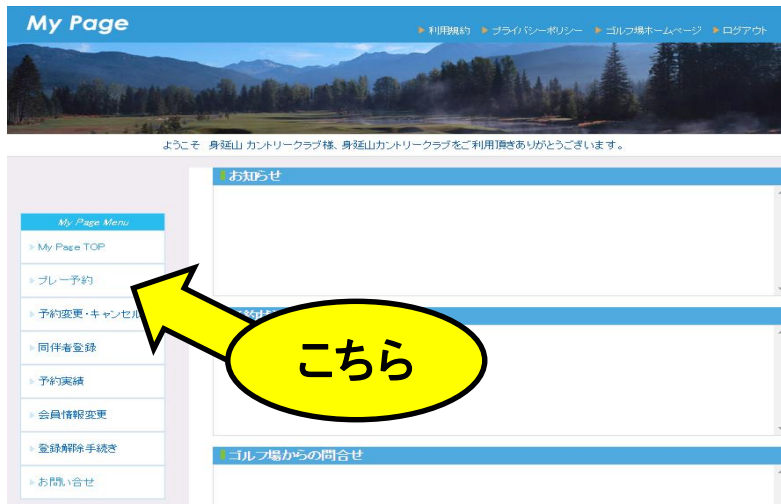 My Page
利用規約 プライバシーポリシー ゴルフ場ホームページ ログアウト
ようこそ 身延山 カントリークラブ様、身延山カントリークラブをご利用頂きありがとうございます。
お知らせ
My Page Menu
My Page TOP
プレー予約
予約変更・キャンセル
同伴者登録
予約実績
会員情報変更
登録解除手続き
お問い合せ
こちら
ゴルフ場からの問合せ